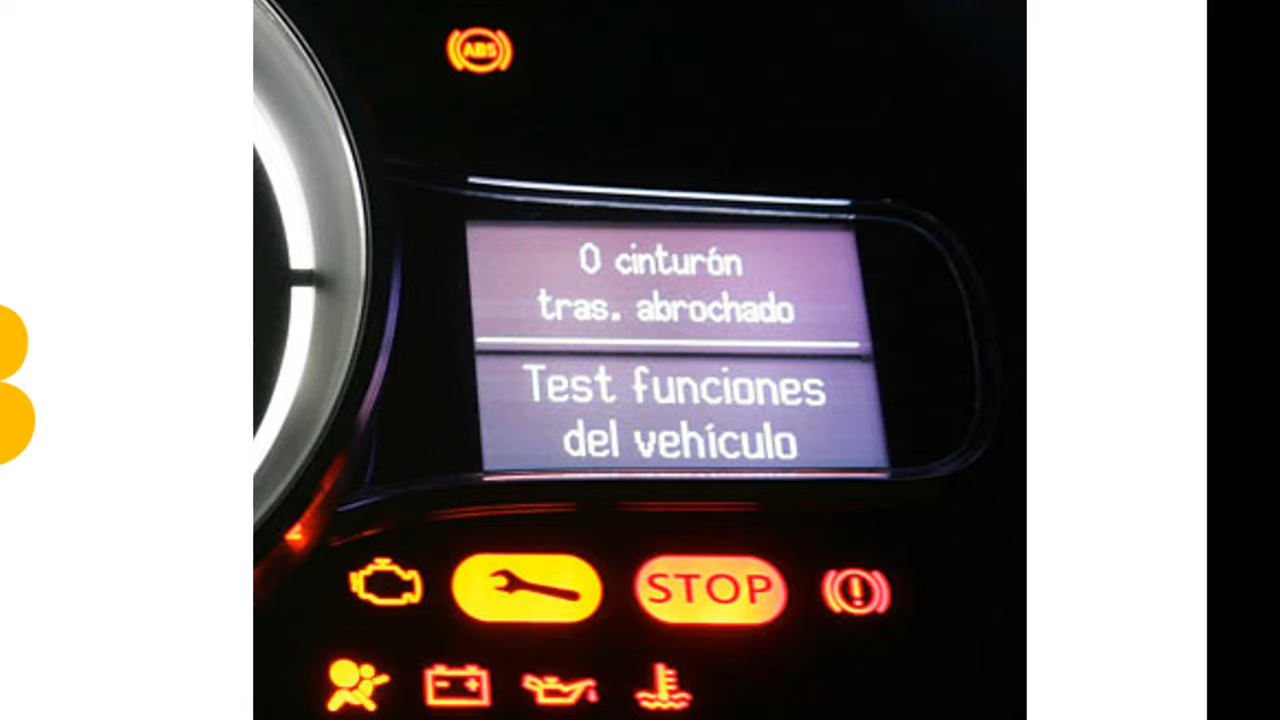 ABS
0 cinturón
tras. abrochado
Test funciones
del vehículo
STOP